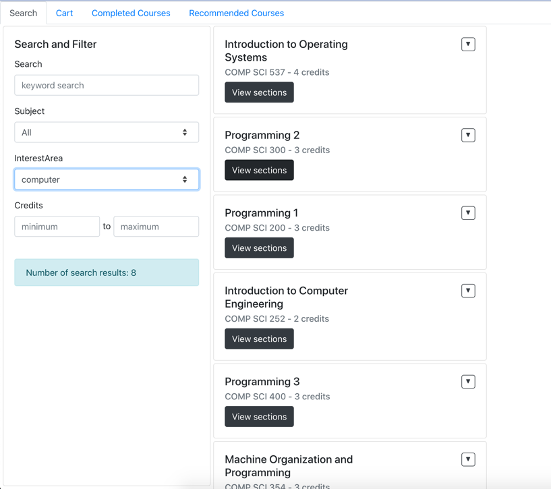 Search Cart Completed Courses Recommended Courses
Search and Filter
Search
keyword search
Subject
All
InterestArea
computer
Credits
minimum to maximum
Number of search results: 8
Introduction to Operating
Systems
COMP SCI 537 - 4 credits
View sections
Programming 2
COMP SCI 300 - 3 credits
View sections
Programming 1
COMP SCI 200 - 3 credits
View sections
Introduction to Computer
Engineering
COMP SCI 252 - 2 credits
View sections
Programming 3
COMP SCI 400 - 3 credits
View sections
Machine Organization and
Programming
COMP SCI 354 - 3 credits